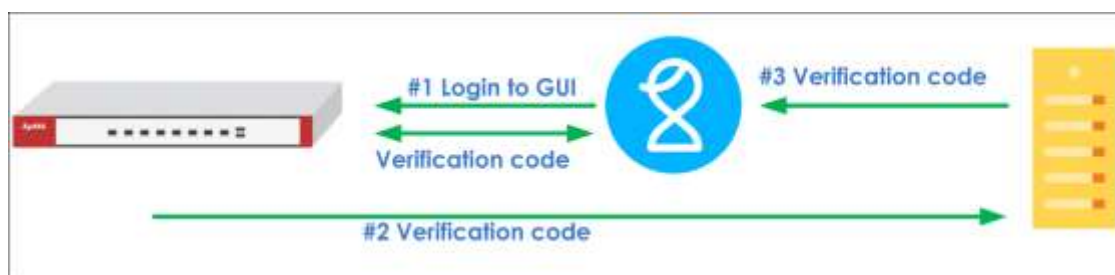 #1 Login to GUI
#3 Verification code
Verification code
#2 Verification code